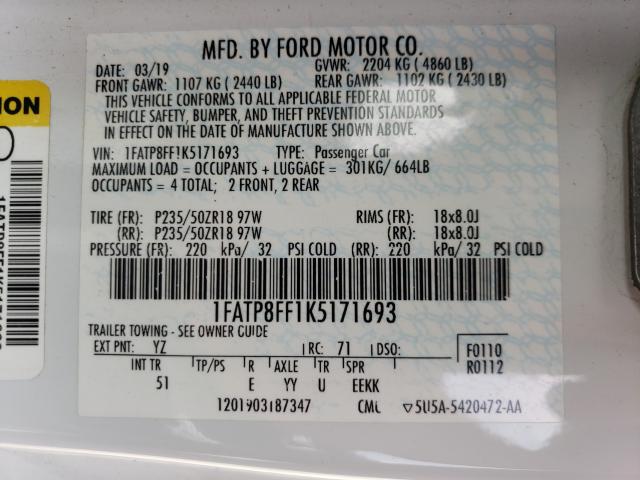 MFD. BY FORD MOTOR CO.
DATE: 03/19 GVWR: 2204 KG ( 4860 LB)
FRONT GAWR: 1107 KG ( 2440 LB) REAR GAWR: 1102 KG ( 2430 LB)
THIS VEHICLE CONFORMS TO ALL APPLICABLE FEDERAL MOTOR
VEHICLE SAFETY, BUMPER, AND THEFT PREVENTION STANDARDS
IN EFFECT ON THE DATE OF MANUFACTURE SHOWN ABOVE.
VIN: 1FATP8FF1K5171693 TYPE: Passenger Car
MAXIMUM LOAD = OCCUPANTS + LUGGAGE = 301KG/ 664LB
OCCUPANTS = 4 TOTAL; 2 FRONT, 2 REAR
TIRE (FR): P235/50ZR18 97W RIMS (FR): 18x8.0J
(RR): P235/50ZR18 97W (RR): 18x8.0J
PRESSURE (FR): 220 kPa/ 32 PSI COLD (RR): 220 kPa/ 32 PSI COLD
1FATP8FF1K5171693
TRAILER TOWING - SEE OWNER GUIDE
EXT PNT: YZ RC: 71 DSO: F0110
R0112
INT TR TP/PS R AXLE TR SPR
51 E YY U EEKK
1201903187347 CML ▽5U5A-5420472-AA